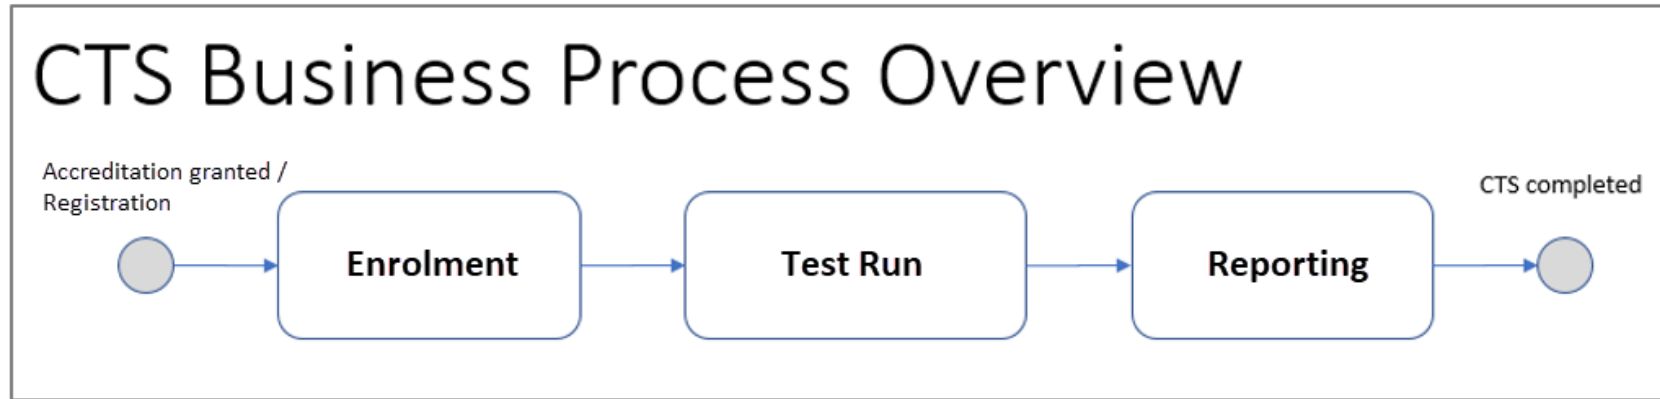 CTS Business Process Overview
Accreditation granted /
Registration
CTS completed
Enrolment
Test Run
Reporting